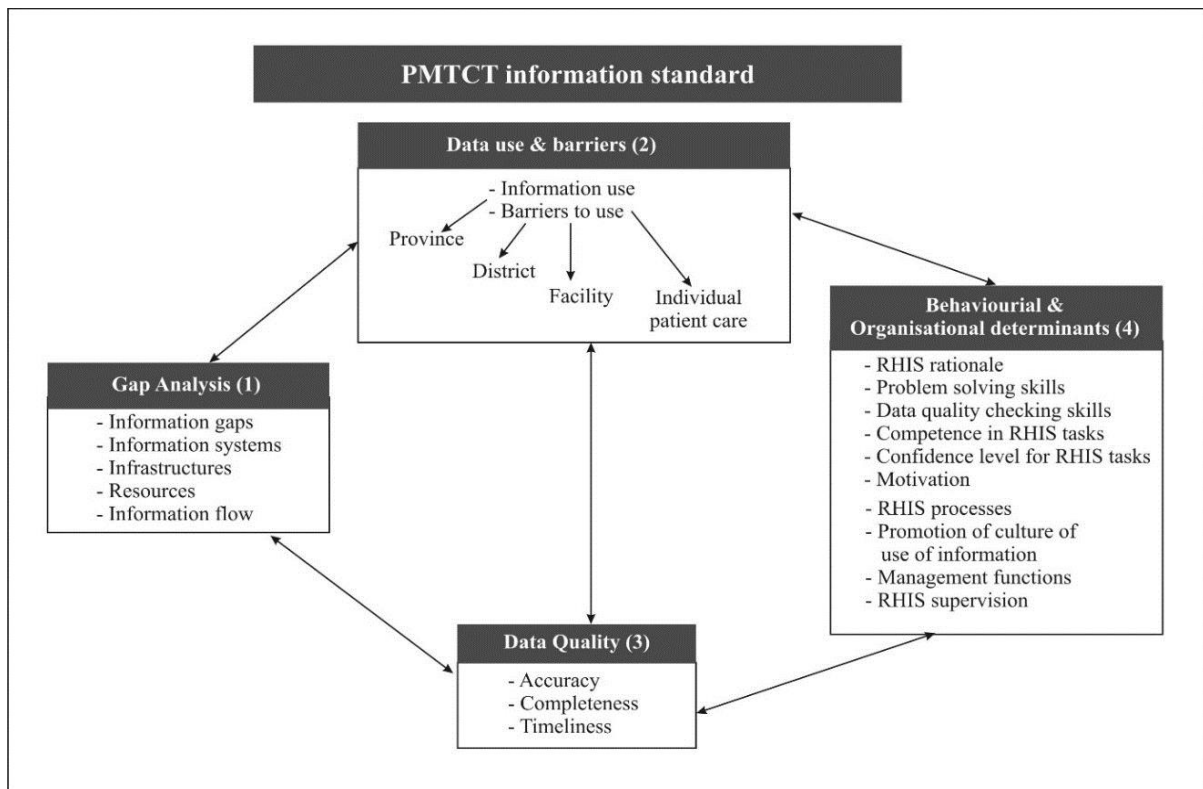 PMTCT information standard
Data use & barriers (2)
- Information use
- Barriers to use
Province
District
Facility
Individual
patient care
Gap Analysis (1)
- Information gaps
- Information systems
- Infrastructures
- Resources
- Information flow
Behaviourial &
Organisational determinants (4)
- RHIS rationale
- Problem solving skills
- Data quality checking skills
- Competence in RHIS tasks
- Confidence level for RHIS tasks
- Motivation
- RHIS processes
- Promotion of culture of
use of information
- Management functions
- RHIS supervision
Data Quality (3)
- Accuracy
- Completeness
- Timeliness